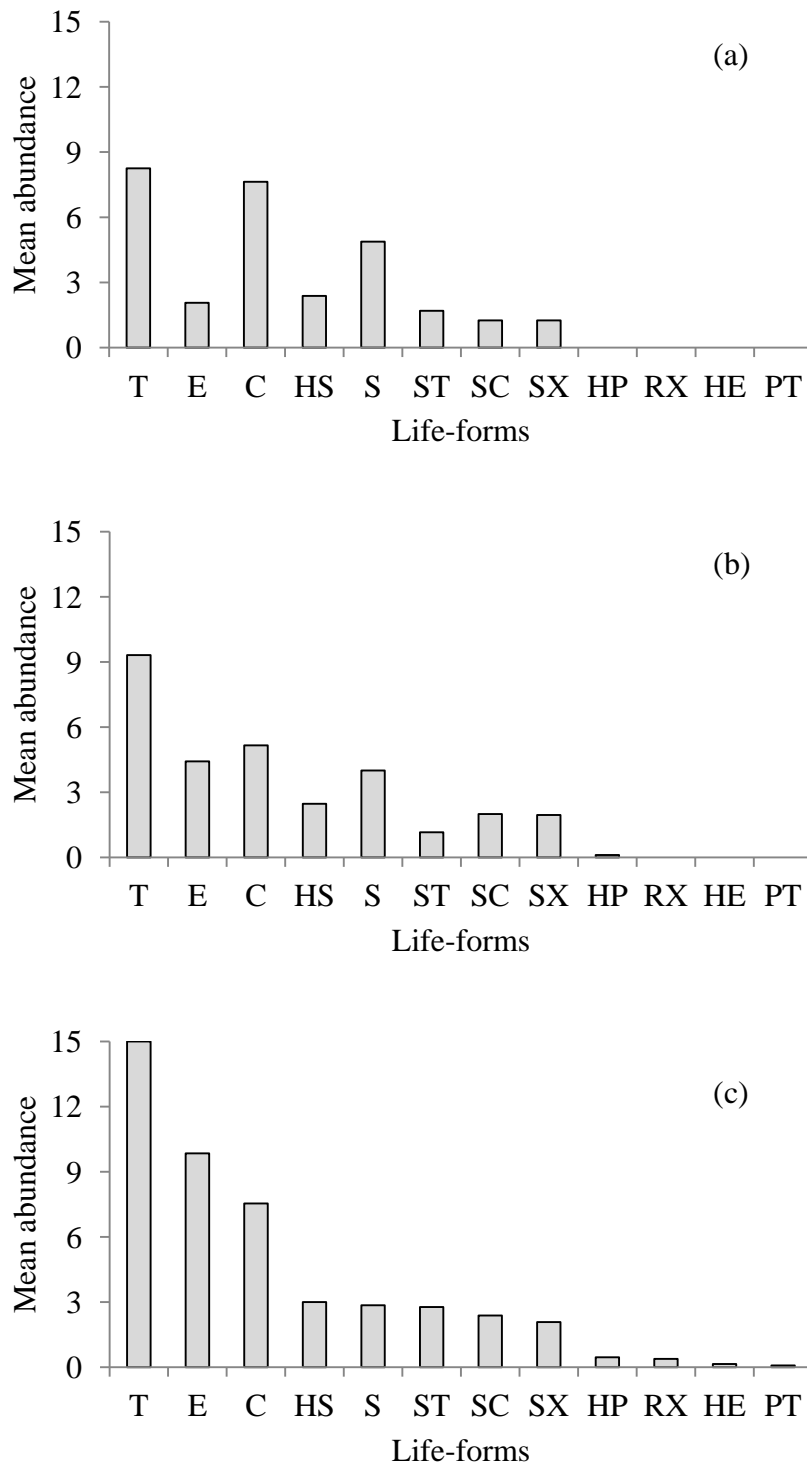 15
(a)
12
9
6
3
0
Mean abundance
T E C HS S ST SC SX HP RX HE PT
Life-forms
15
(b)
12
9
6
3
0
Mean abundance
T E C HS S ST SC SX HP RX HE PT
Life-forms
15
(c)
12
9
6
3
0
Mean abundance
T E C HS S ST SC SX HP RX HE PT
Life-forms